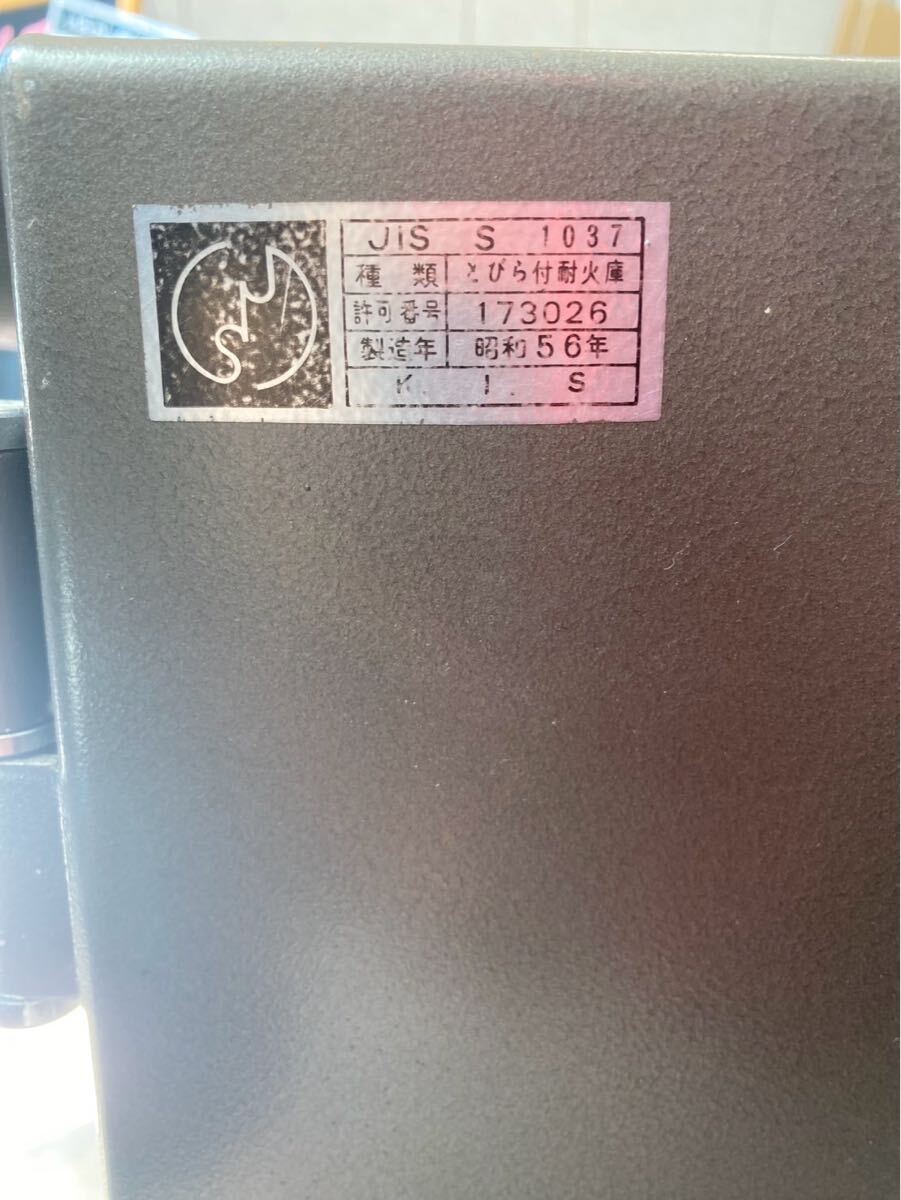 JIS S 1037
種類 とびら付耐火庫
許可番号 173026
製造年 昭和56年
K. I. S